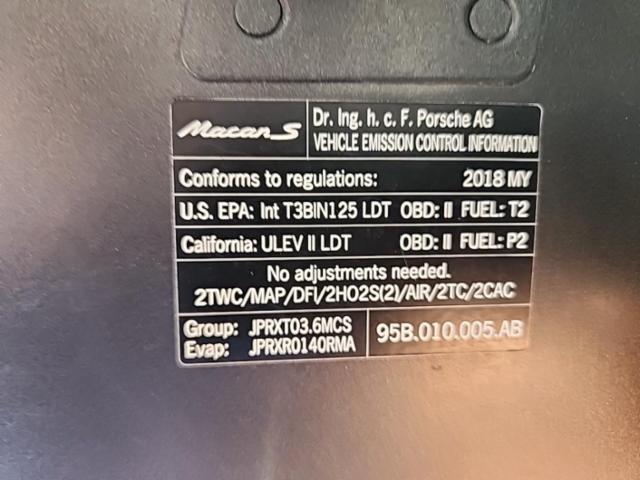 Macan S
Dr. Ing. h. c. F. Porsche AG
VEHICLE EMISSION CONTROL INFORMATION
Conforms to regulations: 2018 MY
U.S. EPA: Int T3BIN125 LDT OBD: II FUEL: T2
California: ULEV II LDT OBD: II FUEL: P2
No adjustments needed.
2TWC/MAP/DFI/2HO2S(2)/AIR/2TC/2CAC
Group: JPRXT03.6MCS
Evap: JPRXR0140RMA
95B.010.005.AB